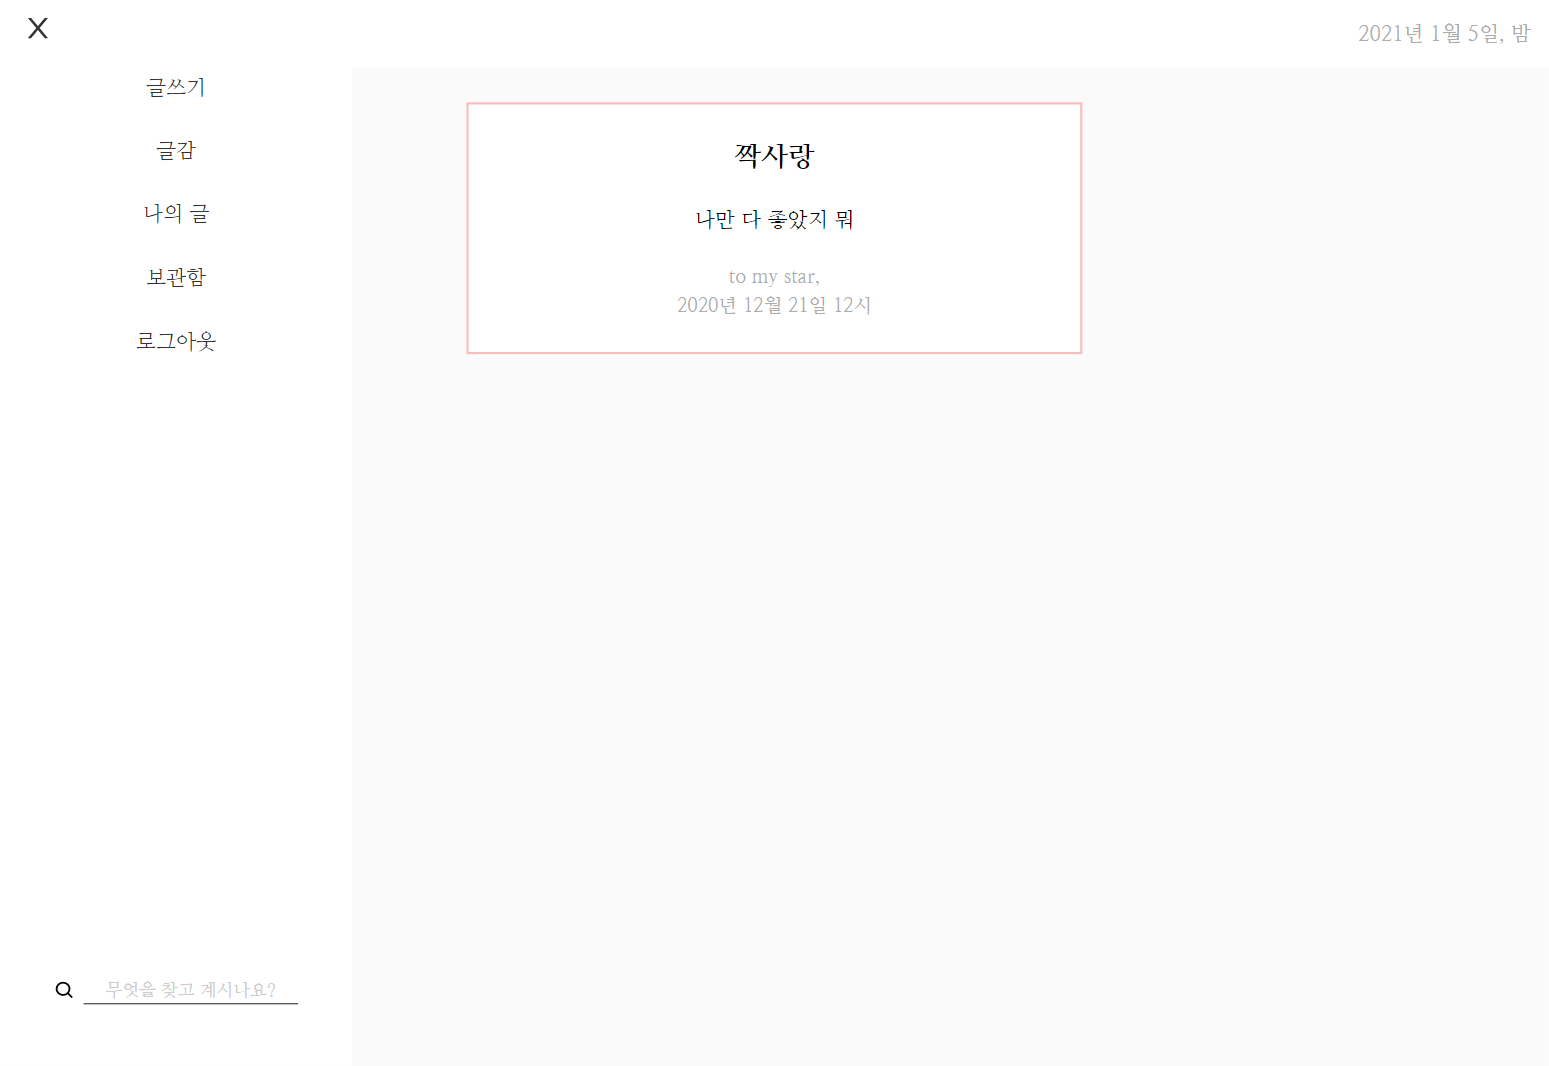 X
2021년 1월 5일, 밤
글쓰기
글감
나의 글
보관함
로그아웃
짝사랑
나만 다 좋았지 뭐
to my star,
2020년 12월 21일 12시
무엇을 찾고 계시나요?